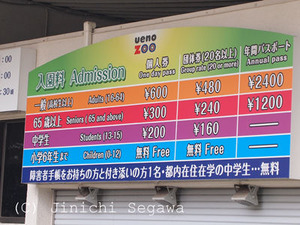 ueno
ZOO
入園料 Admission
個人券 団体券(20名以上) 年間パスポート
One day pass Group rate (20 or more) Annual pass
一般(高校生以上) Adults (16-64) ¥600 ¥480 ¥2400
65歳以上 Seniors (65 and above) ¥300 ¥240 ¥1200
中学生 Students (13-15) ¥200 ¥160 —
小学6年生まで Children (0-12) 無料 Free 無料 Free —
障害者手帳をお持ちの方と付き添いの方1名・都内在住在学の中学生…無料
(C) Jinichi Segawa